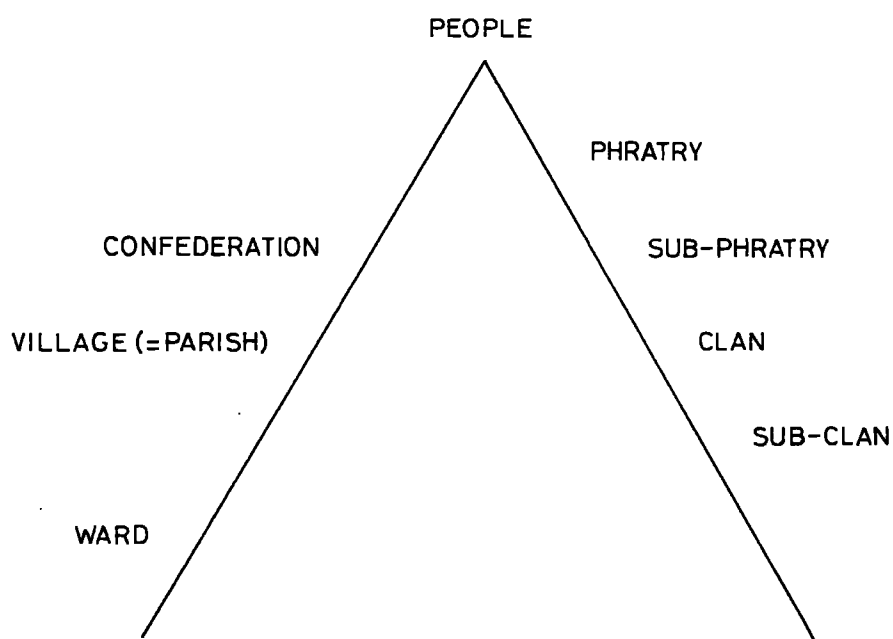 PEOPLE
PHRATRY
CONFEDERATION
SUB-PHRATRY
VILLAGE (=PARISH)
CLAN
SUB-CLAN
WARD